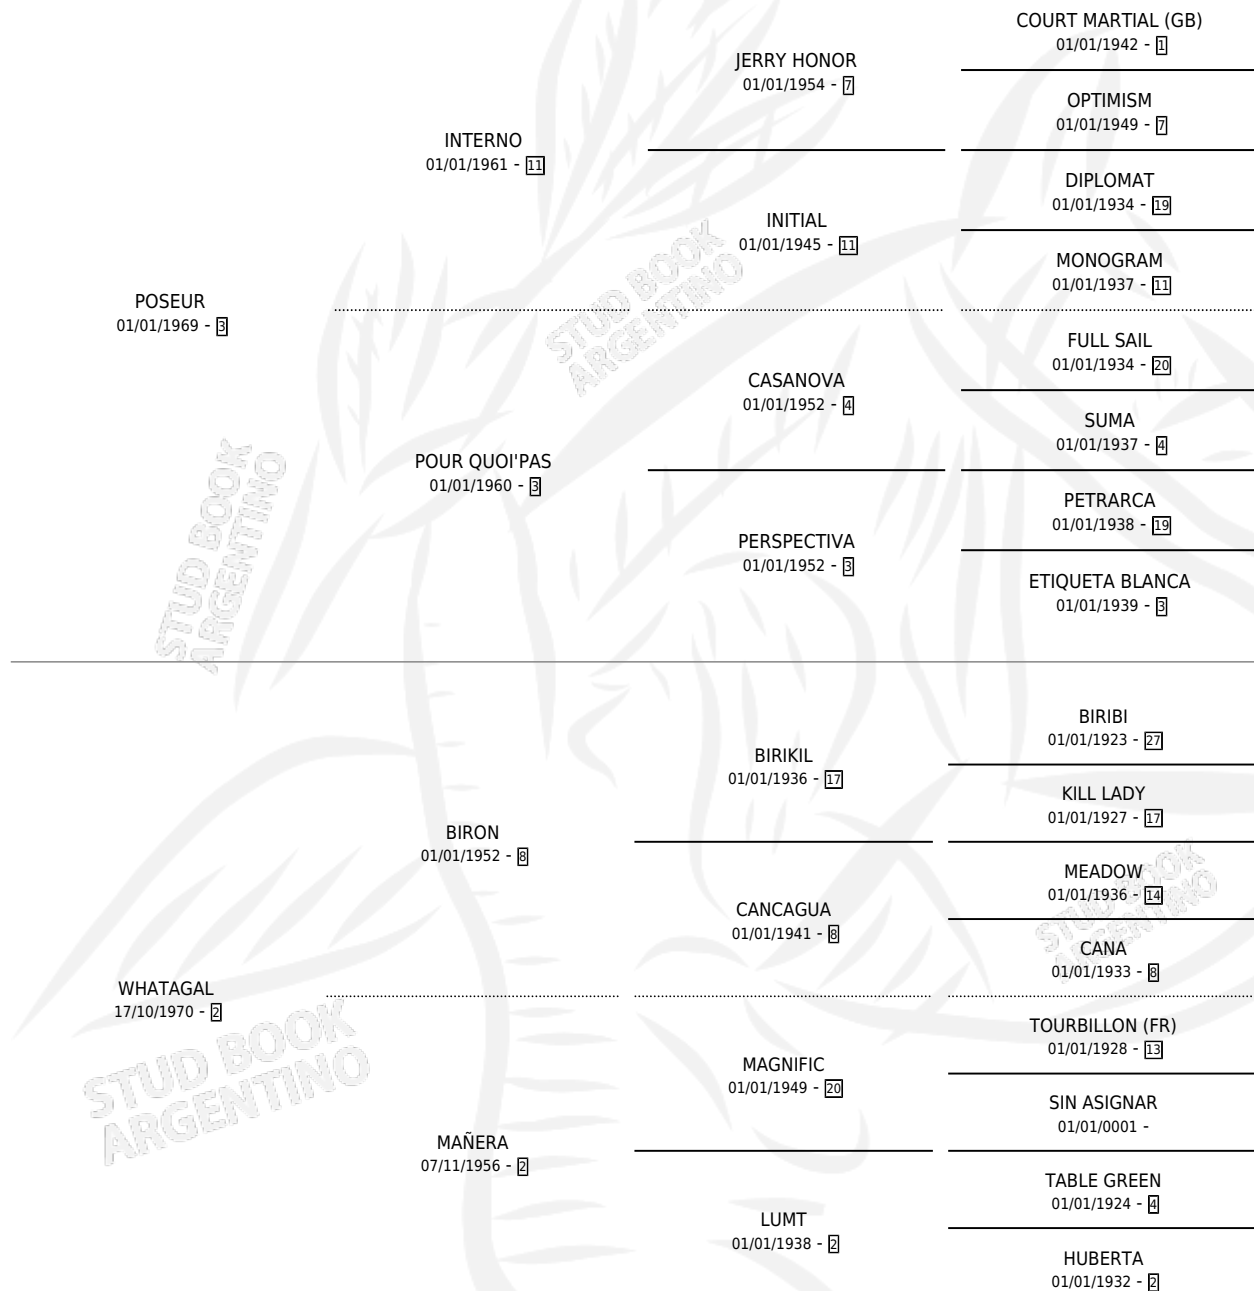 COURT MARTIAL (GB)
01/01/1942 - 1
JERRY HONOR
01/01/1954 - 7
OPTIMISM
01/01/1949 - 7
INTERNO
01/01/1961 - 11
DIPLOMAT
01/01/1934 - 19
INITIAL
01/01/1945 - 11
MONOGRAM
01/01/1937 - 11
POSEUR
01/01/1969 - 3
FULL SAIL
01/01/1934 - 20
CASANOVA
01/01/1952 - 4
SUMA
01/01/1937 - 4
POUR QUOI'PAS
01/01/1960 - 3
PETRARCA
01/01/1938 - 19
PERSPECTIVA
01/01/1952 - 3
ETIQUETA BLANCA
01/01/1939 - 3
BIRIBI
01/01/1923 - 27
BIRIKIL
01/01/1936 - 17
KILL LADY
01/01/1927 - 17
BIRON
01/01/1952 - 8
MEADOW
01/01/1936 - 14
CANCAGUA
01/01/1941 - 8
CANA
01/01/1933 - 8
WHATAGAL
17/10/1970 - 2
TOURBILLON (FR)
01/01/1928 - 13
MAGNIFIC
01/01/1949 - 20
SIN ASIGNAR
01/01/0001 -
MAÑERA
07/11/1956 - 2
TABLE GREEN
01/01/1924 - 4
LUMT
01/01/1938 - 2
HUBERTA
01/01/1932 - 2
STUD BOOK
ARGENTINO
STUD BOOK
ARGENTINO
STUD BOOK
ARGENTINO
STUD BOOK
ARGENTINO